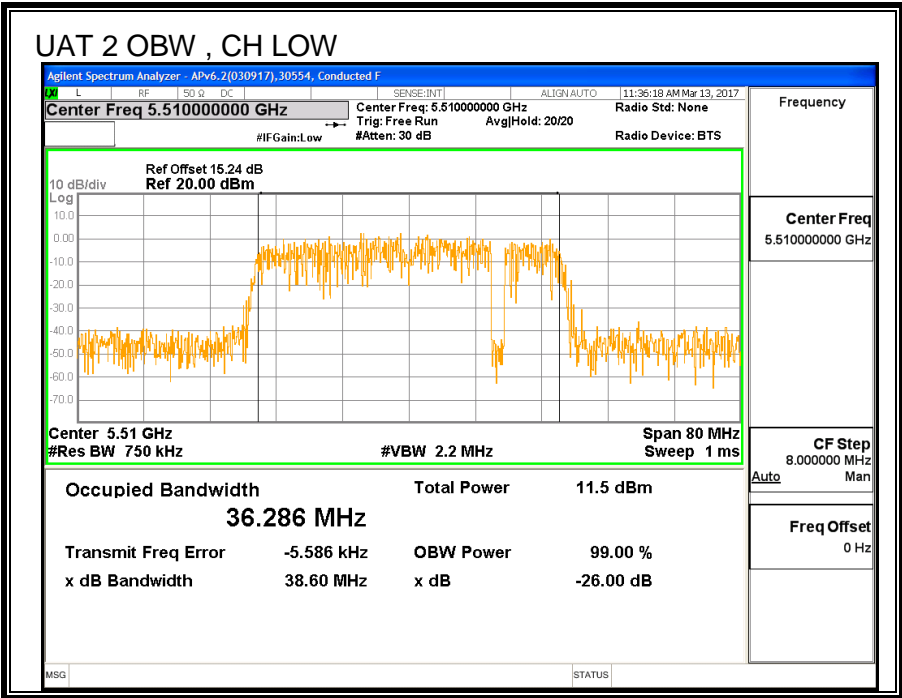 UAT 2 OBW , CH LOW
Agilent Spectrum Analyzer - APv6.2(030917),30554, Conducted F
LXI L RF 50 Ω DC SENSE:INT ALIGN AUTO 11:36:18 AM Mar 13, 2017
Center Freq 5.510000000 GHz
Center Freq: 5.510000000 GHz
Radio Std: None
Trig: Free Run Avg|Hold: 20/20
#IFGain:Low
#Atten: 30 dB
Radio Device: BTS
Ref Offset 15.24 dB
10 dB/div Ref 20.00 dBm
Log
10.0
0.00
-10.0
-20.0
-30.0
-40.0
-50.0
-60.0
-70.0
Center 5.51 GHz Span 80 MHz
#Res BW 750 kHz #VBW 2.2 MHz Sweep 1 ms
Occupied Bandwidth Total Power 11.5 dBm
36.286 MHz
Transmit Freq Error -5.586 kHz OBW Power 99.00 %
x dB Bandwidth 38.60 MHz x dB -26.00 dB
MSG STATUS
Frequency
Center Freq
5.510000000 GHz
CF Step
8.000000 MHz
Auto Man
Freq Offset
0 Hz